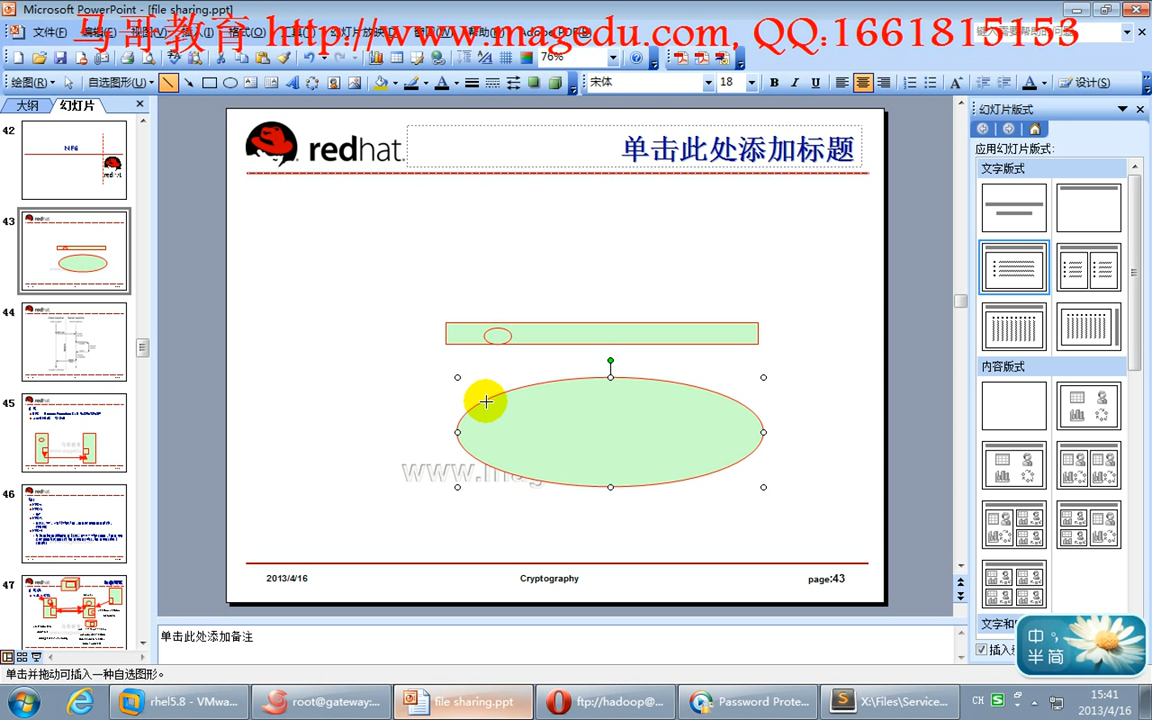 Microsoft PowerPoint - [file sharing.ppt]
马哥教育 http://www.magedu.com, QQ:1661815153
文件(F)
76%
绘图(R)
自选图形(U)
宋体
18
B I U
设计(S)
大纲
幻灯片
幻灯片版式
应用幻灯片版式:
文字版式
内容版式
42
43
44
45
46
47
NFS
redhat.
单击此处添加标题
2013/4/16
Cryptography
page:43
单击此处添加备注
单击并拖动可插入一种自选图形。
中
半简
rhel5.8 - VMwa...
root@gateway:...
file sharing.ppt
ftp://hadoop@...
Password Prote...
X:\Files\Service...
CH
15:41
2013/4/16